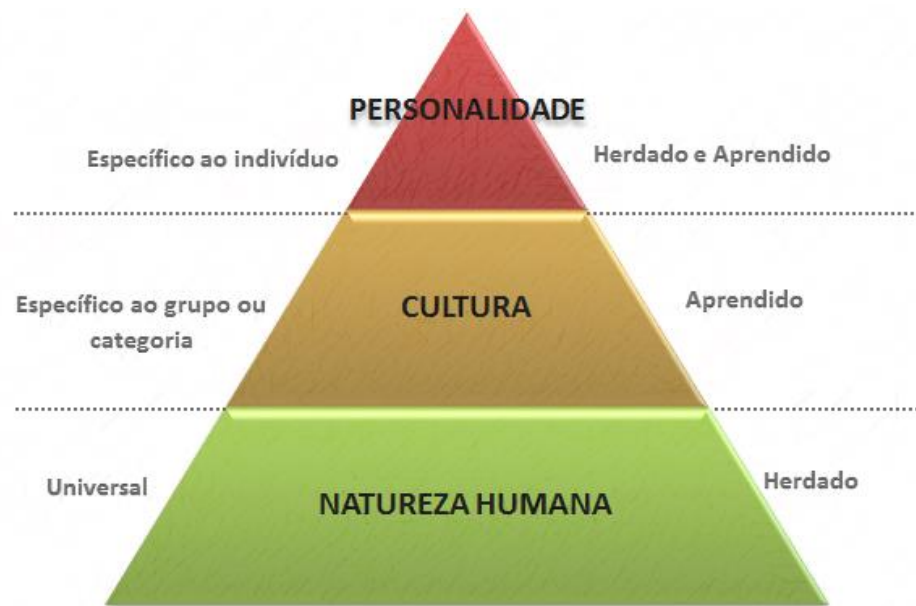 PERSONALIDADE
Específico ao indivíduo
Herdado e Aprendido
Específico ao grupo ou
categoria
CULTURA
Aprendido
Universal
NATUREZA HUMANA
Herdado